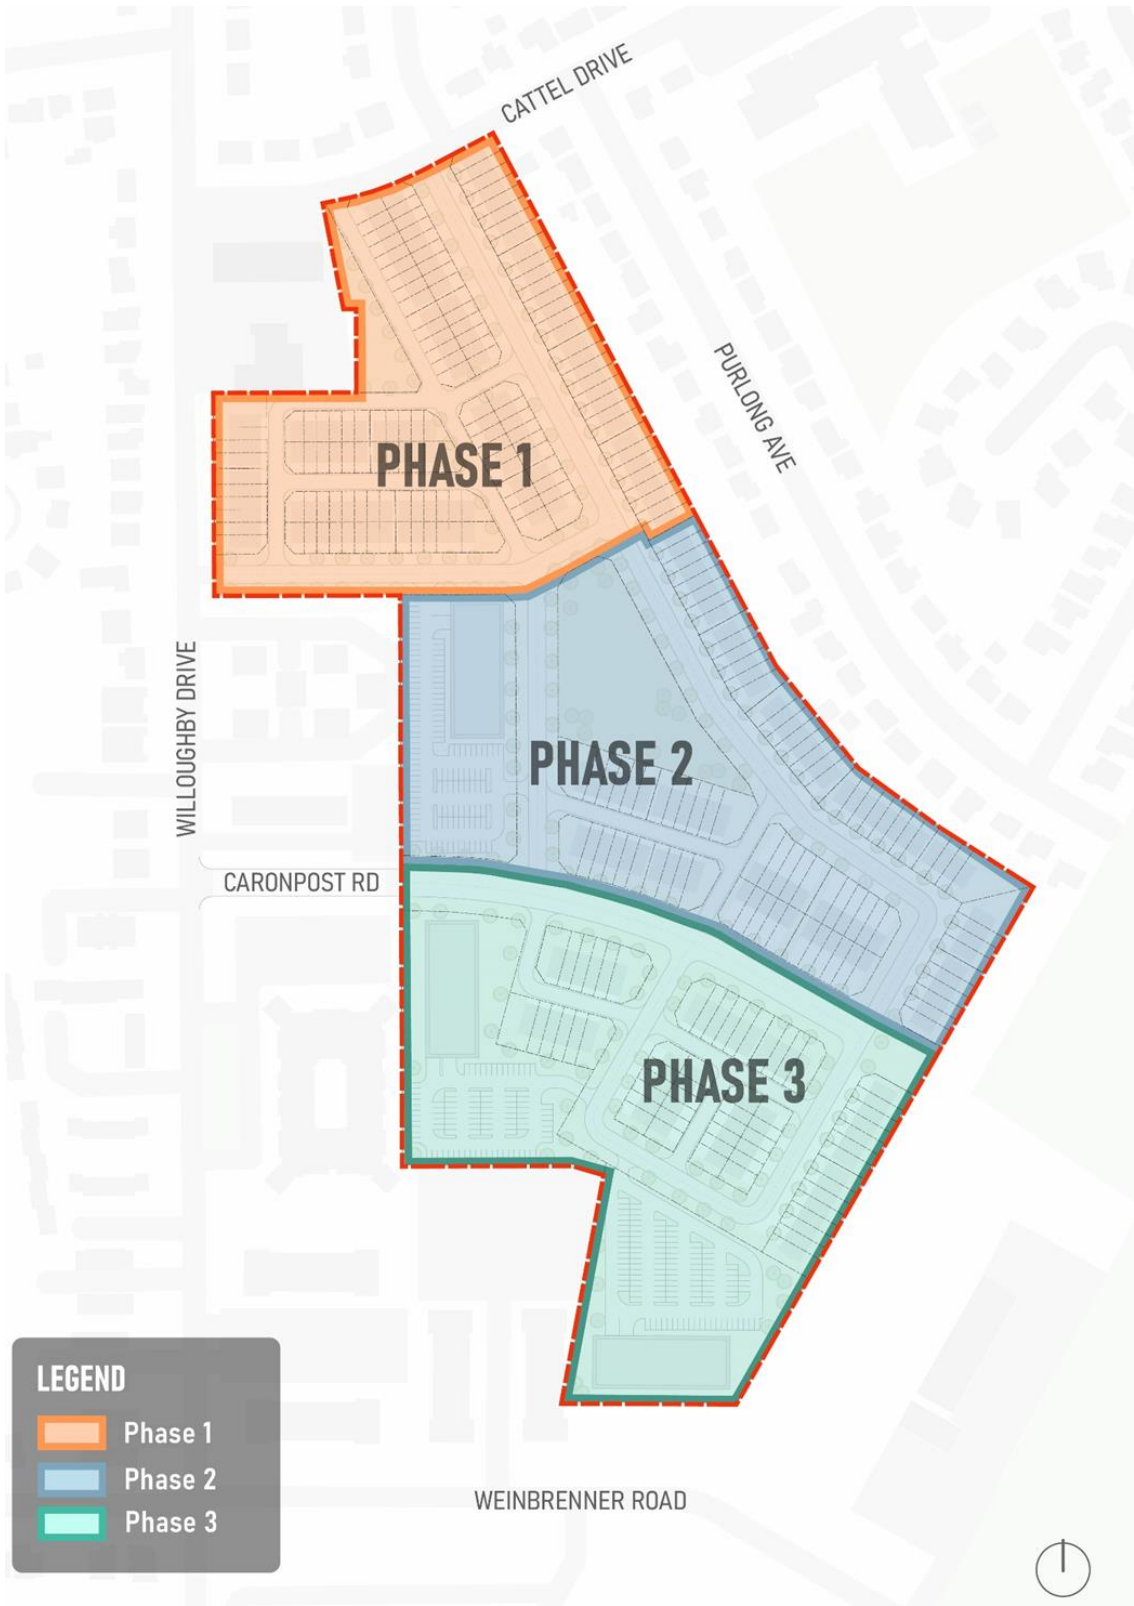 CATTEL DRIVE
PURLONG AVE
PHASE 1
WILLOUGHBY DRIVE
PHASE 2
CARONPOST RD
PHASE 3
LEGEND
Phase 1
Phase 2
Phase 3
WEINBRENNER ROAD